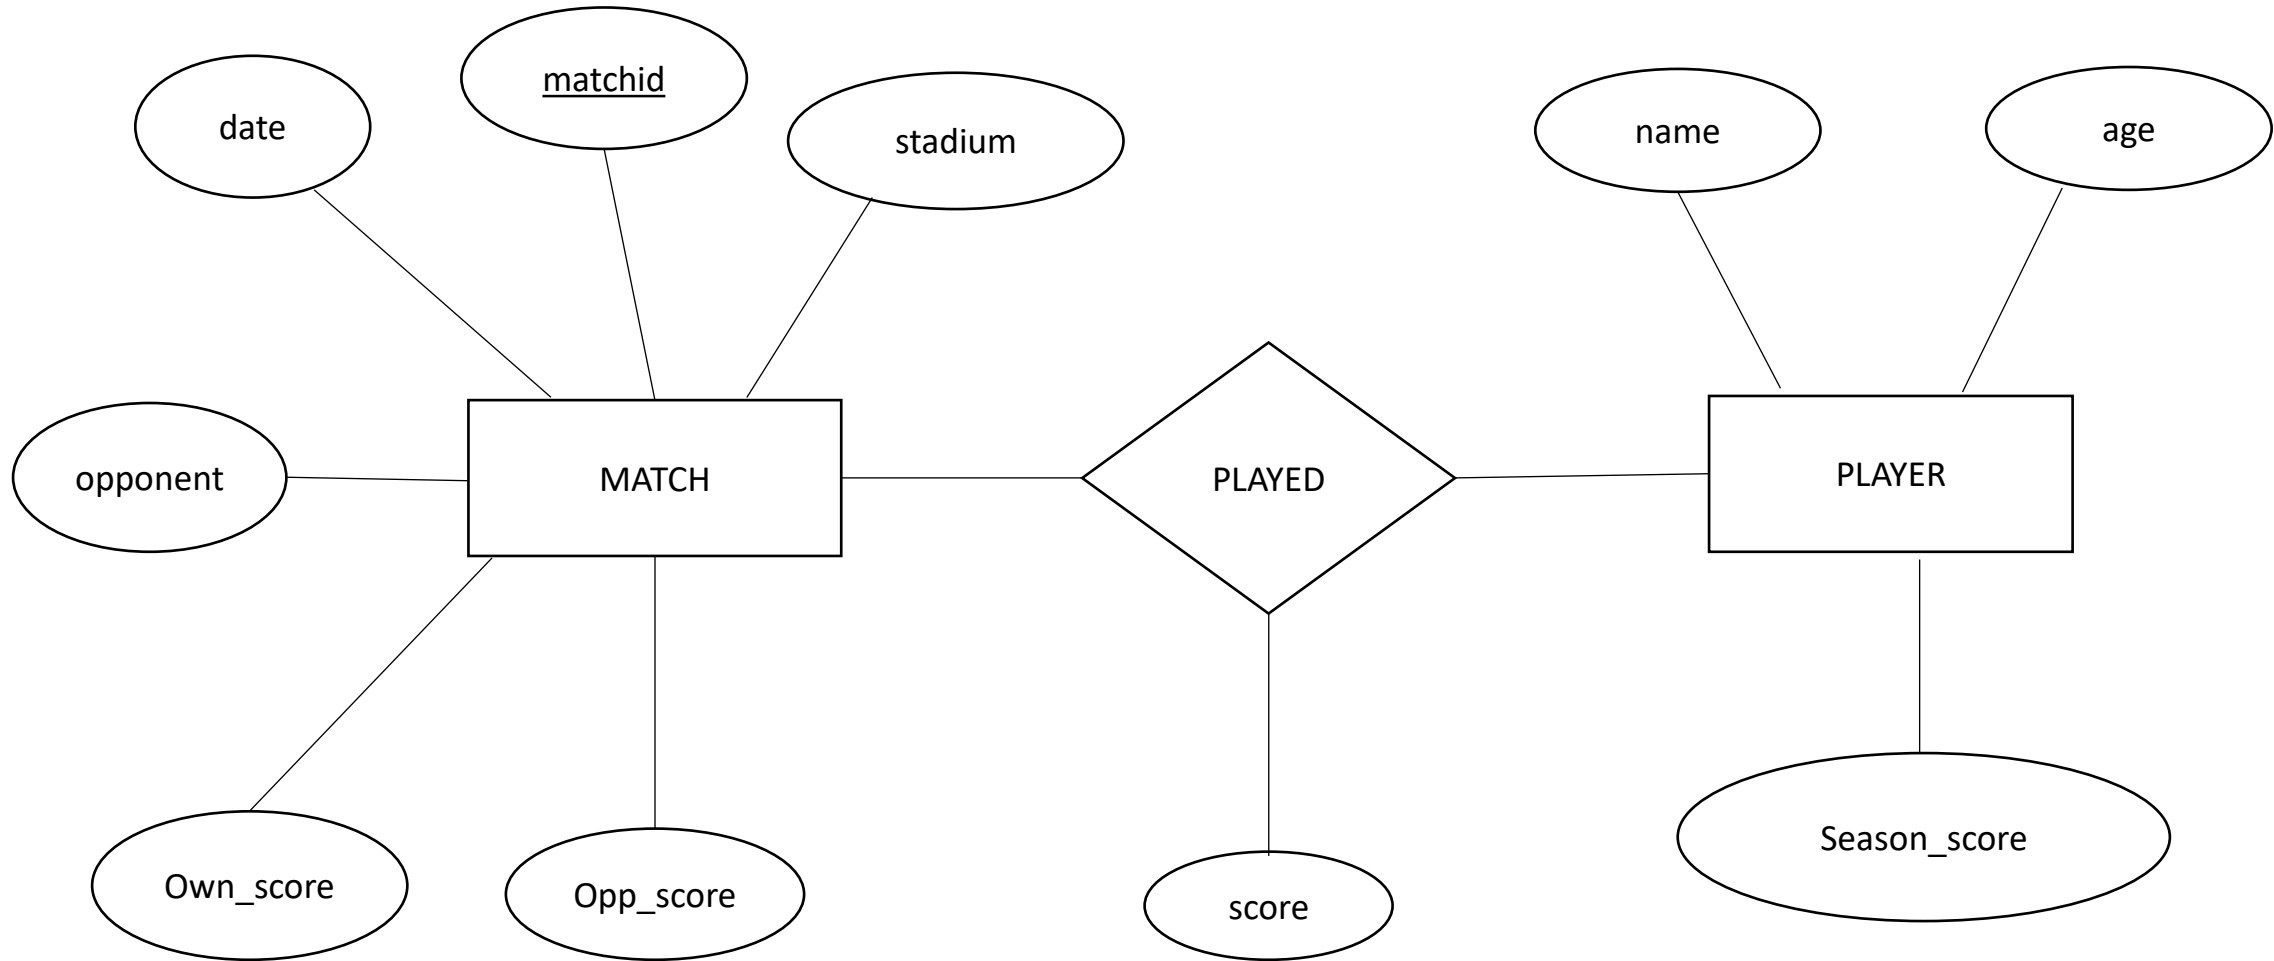 matchid
date
stadium
name
age
opponent
MATCH
PLAYED
PLAYER
Season_score
Own_score
Opp_score
score